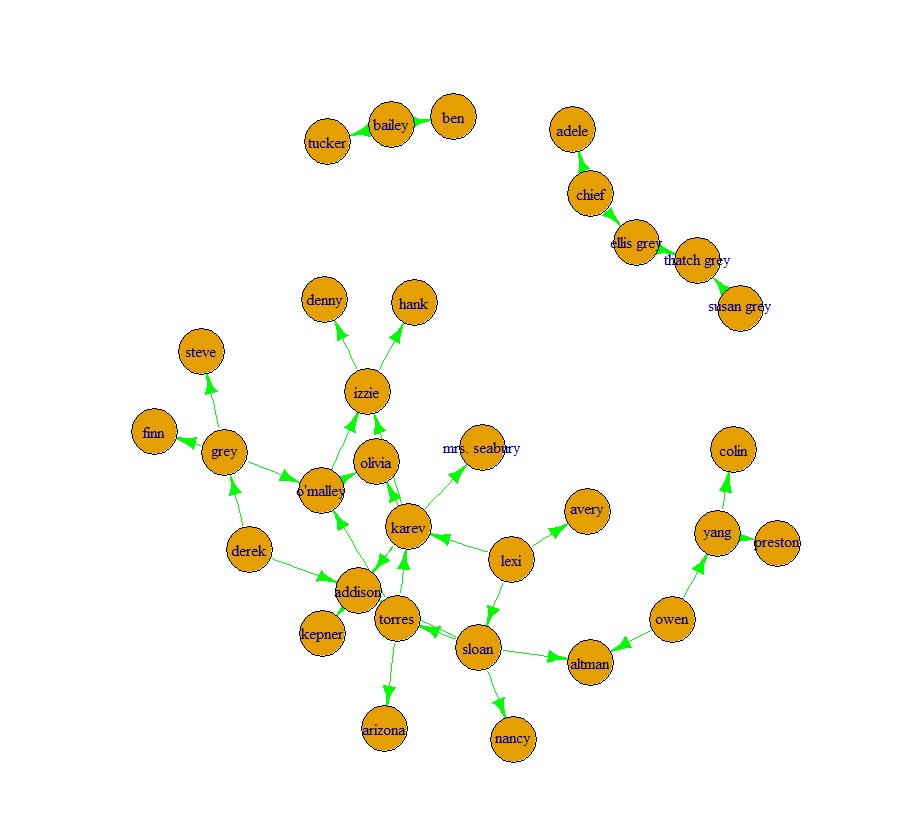 ben
bailey
adele
tucker
chief
ellis grey
thatch grey
denny
hank
susan grey
steve
izzie
finn
grey
mrs. seabury
colin
olivia
o'malley
avery
karev
yang
preston
derek
lexi
addison
torres
owen
kepner
sloan
altman
arizona
nancy